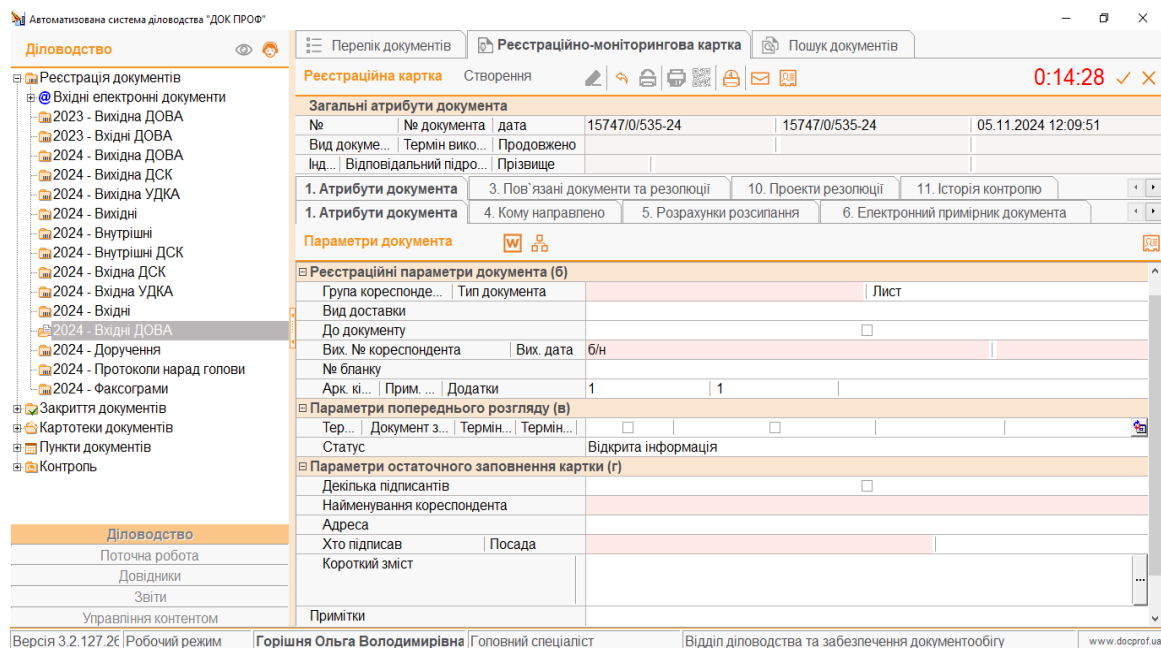 Автоматизована система діловодства "ДОК ПРОФ"
Діловодство
Реєстрація документів
@ Вхідні електронні документи
2023 - Вихідна ДОВА
2023 - Вхідні ДОВА
2024 - Вихідна ДОВА
2024 - Вихідна ДСК
2024 - Вихідна УДКА
2024 - Вихідні
2024 - Внутрішні
2024 - Внутрішні ДСК
2024 - Вхідна ДСК
2024 - Вхідна УДКА
2024 - Вхідні
2024 - Вхідні ДОВА
2024 - Доручення
2024 - Протоколи нарад голови
2024 - Факсограми
Закриття документів
Картотеки документів
Пункти документів
Контроль
Діловодство
Поточна робота
Довідники
Звіти
Управління контентом
Перелік документів Реєстраційно-моніторингова картка Пошук документів
Реєстраційна картка Створення 0:14:28
Загальні атрибути документа
№ № документа дата 15747/0/535-24 15747/0/535-24 05.11.2024 12:09:51
Вид докуме... Термін вико... Продовжено
Інд... Відповідальний підро... Прізвище
1. Атрибути документа 3. Пов`язані документи та резолюції 10. Проекти резолюції 11. Історія контролю
1. Атрибути документа 4. Кому направлено 5. Розрахунки розсипання 6. Електронний примірник документа
Параметри документа W
Реєстраційні параметри документа (б)
Група кореспонде... Тип документа Лист
Вид доставки
До документу
Вих. № кореспондента Вих. дата б/н
№ бланку
Арк. кі... Прим. ... Додатки 1 1
Параметри попереднього розгляду (в)
Тер... Документ з... Термін... Термін...
Статус Відкрита інформація
Параметри остаточного заповнення картки (г)
Декілька підписантів
Найменування кореспондента
Адреса
Хто підписав Посада
Короткий зміст ...
Примітки
Версія 3.2.127.26 Робочий режим Горішня Ольга Володимирівна Головний спеціаліст Відділ діловодства та забезпечення документообігу www.docprof.ua